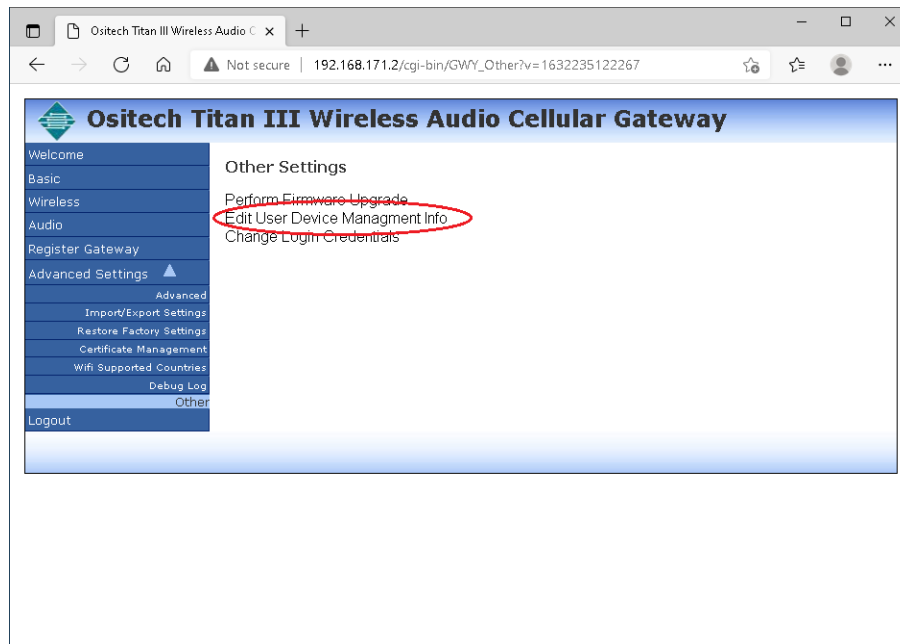 Ositech Titan III Wireless Audio C
Not secure | 192.168.171.2/cgi-bin/GWY_Other?v=1632235122267
Ositech Titan III Wireless Audio Cellular Gateway
Welcome
Basic
Wireless
Audio
Register Gateway
Advanced Settings
Advanced
Import/Export Settings
Restore Factory Settings
Certificate Management
Wifi Supported Countries
Debug Log
Other
Logout
Other Settings
Perform Firmware Upgrade
Edit User Device Managment Info
Change Login Credentials